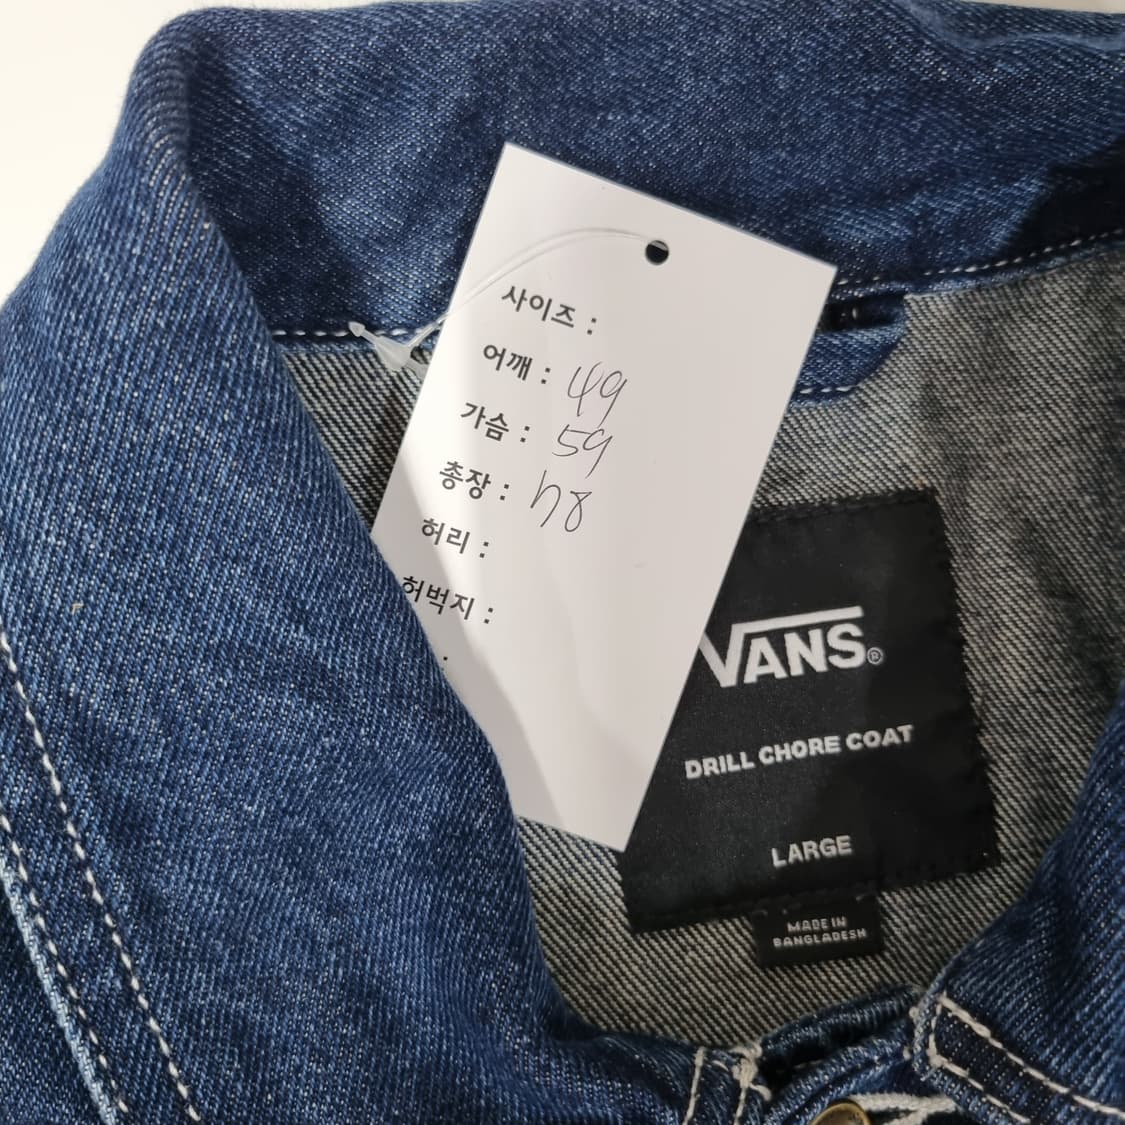 사이즈 :
어깨 : 49
가슴 : 59
총장 : 78
허리 :
허벅지 :
VANS®
DRILL CHORE COAT
LARGE
MADE IN
BANGLADESH